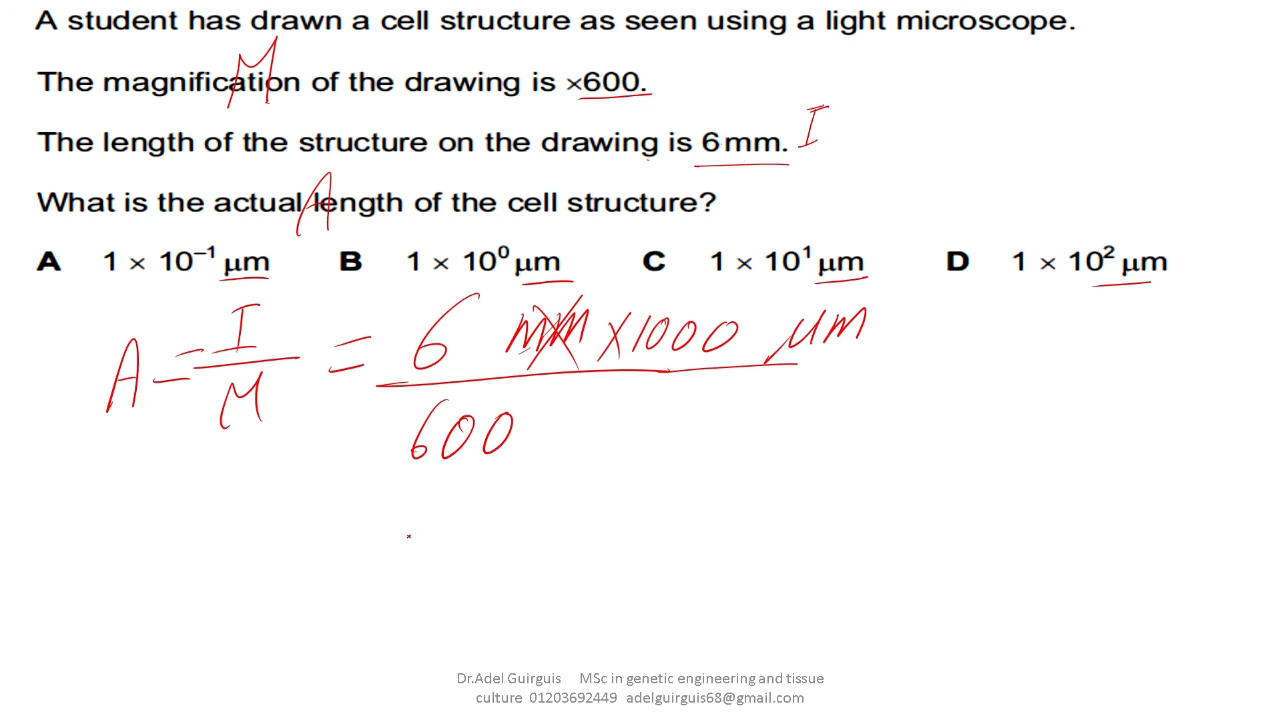 A student has drawn a cell structure as seen using a light microscope.
M
The magnification of the drawing is ×600.
The length of the structure on the drawing is 6 mm. I
A
What is the actual length of the cell structure?
A 1 × 10⁻¹ μm B 1 × 10⁰ μm C 1 × 10¹ μm D 1 × 10² μm
A = I / M = 6 mm × 1000 μm / 600
Dr.Adel Guirguis MSc in genetic engineering and tissue
culture 01203692449 adelguirguis68@gmail.com